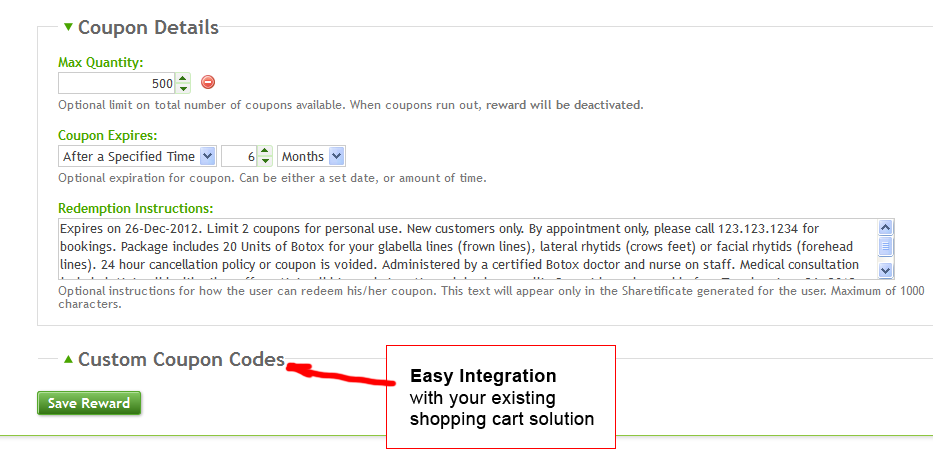 Coupon Details
Max Quantity:
500
Optional limit on total number of coupons available. When coupons run out, reward will be deactivated.
Coupon Expires:
After a Specified Time 6 Months
Optional expiration for coupon. Can be either a set date, or amount of time.
Redemption Instructions:
Expires on 26-Dec-2012. Limit 2 coupons for personal use. New customers only. By appointment only, please call 123.123.1234 for
bookings. Package includes 20 Units of Botox for your glabella lines (frown lines), lateral rhytids (crows feet) or facial rhytids (forehead
lines). 24 hour cancellation policy or coupon is voided. Administered by a certified Botox doctor and nurse on staff. Medical consultation
Optional instructions for how the user can redeem his/her coupon. This text will appear only in the Sharetificate generated for the user. Maximum of 1000
characters.
Custom Coupon Codes
Easy Integration
with your existing
shopping cart solution
Save Reward